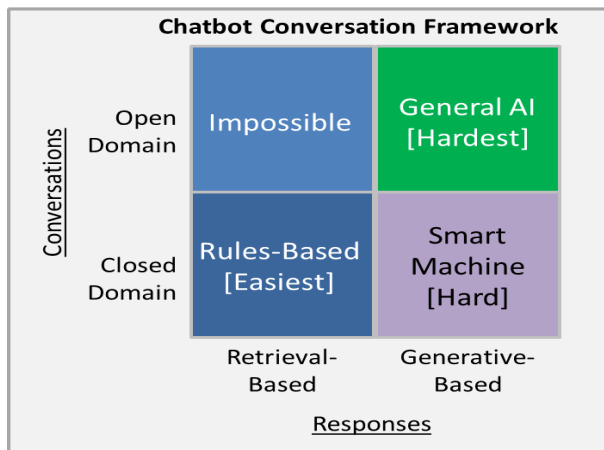 Chatbot Conversation Framework
Conversations
Open
Domain
Impossible
General AI
[Hardest]
Closed
Domain
Rules-Based
[Easiest]
Smart
Machine
[Hard]
Retrieval-
Based
Generative-
Based
Responses